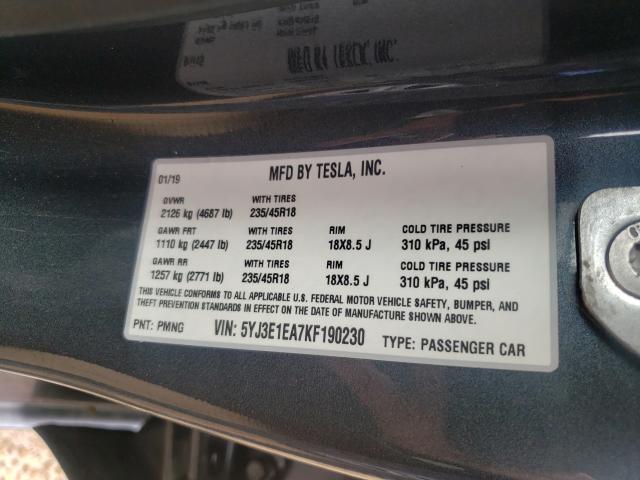 MFD BY TESLA, INC.
01/19
GVWR WITH TIRES
2126 kg (4687 lb) 235/45R18
GAWR FRT WITH TIRES RIM COLD TIRE PRESSURE
1110 kg (2447 lb) 235/45R18 18X8.5 J 310 kPa, 45 psi
GAWR RR WITH TIRES RIM COLD TIRE PRESSURE
1257 kg (2771 lb) 235/45R18 18X8.5 J 310 kPa, 45 psi
THIS VEHICLE CONFORMS TO ALL APPLICABLE U.S. FEDERAL MOTOR VEHICLE SAFETY, BUMPER, AND
THEFT PREVENTION STANDARDS IN EFFECT ON THE DATE OF MANUFACTURE SHOWN ABOVE.
PNT: PMNG VIN: 5YJ3E1EA7KF190230 TYPE: PASSENGER CAR